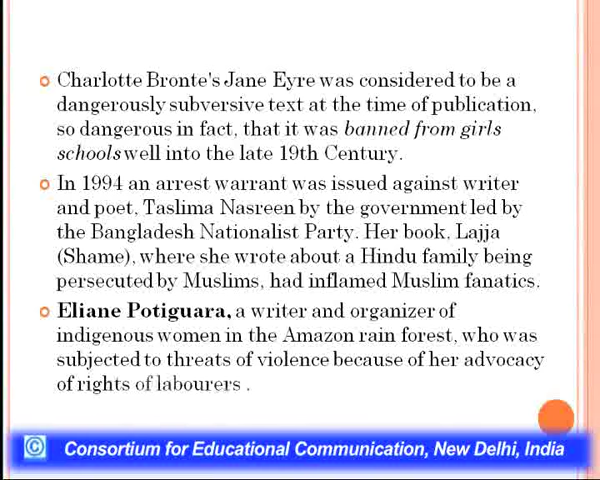 Charlotte Bronte's Jane Eyre was considered to be a
dangerously subversive text at the time of publication,
so dangerous in fact, that it was banned from girls
schools well into the late 19th Century.
In 1994 an arrest warrant was issued against writer
and poet, Taslima Nasreen by the government led by
the Bangladesh Nationalist Party. Her book, Lajja
(Shame), where she wrote about a Hindu family being
persecuted by Muslims, had inflamed Muslim fanatics.
Eliane Potiguara, a writer and organizer of
indigenous women in the Amazon rain forest, who was
subjected to threats of violence because of her advocacy
of rights of labourers .
© Consortium for Educational Communication, New Delhi, India